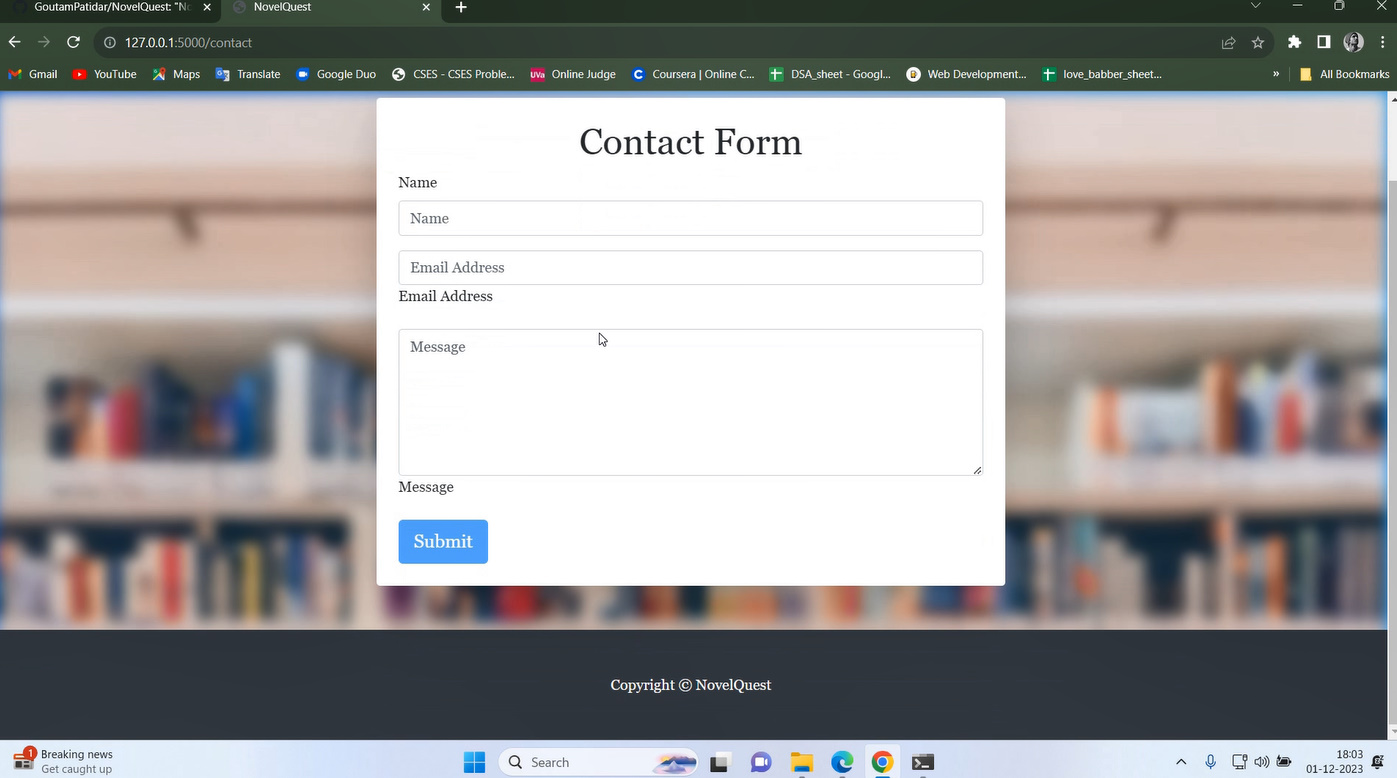 GoutamPatidar/NovelQuest: "No
NovelQuest
127.0.0.1:5000/contact
Gmail
YouTube
Maps
Translate
Google Duo
CSES - CSES Proble...
UVa
Online Judge
Coursera | Online C...
DSA_sheet - Googl...
Web Development...
love_babber_sheet...
»
All Bookmarks
Contact Form
Name
Name
Email Address
Email Address
Message
Message
Submit
Copyright © NovelQuest
1
Breaking news
Get caught up
Search
18:03
01-12-2023